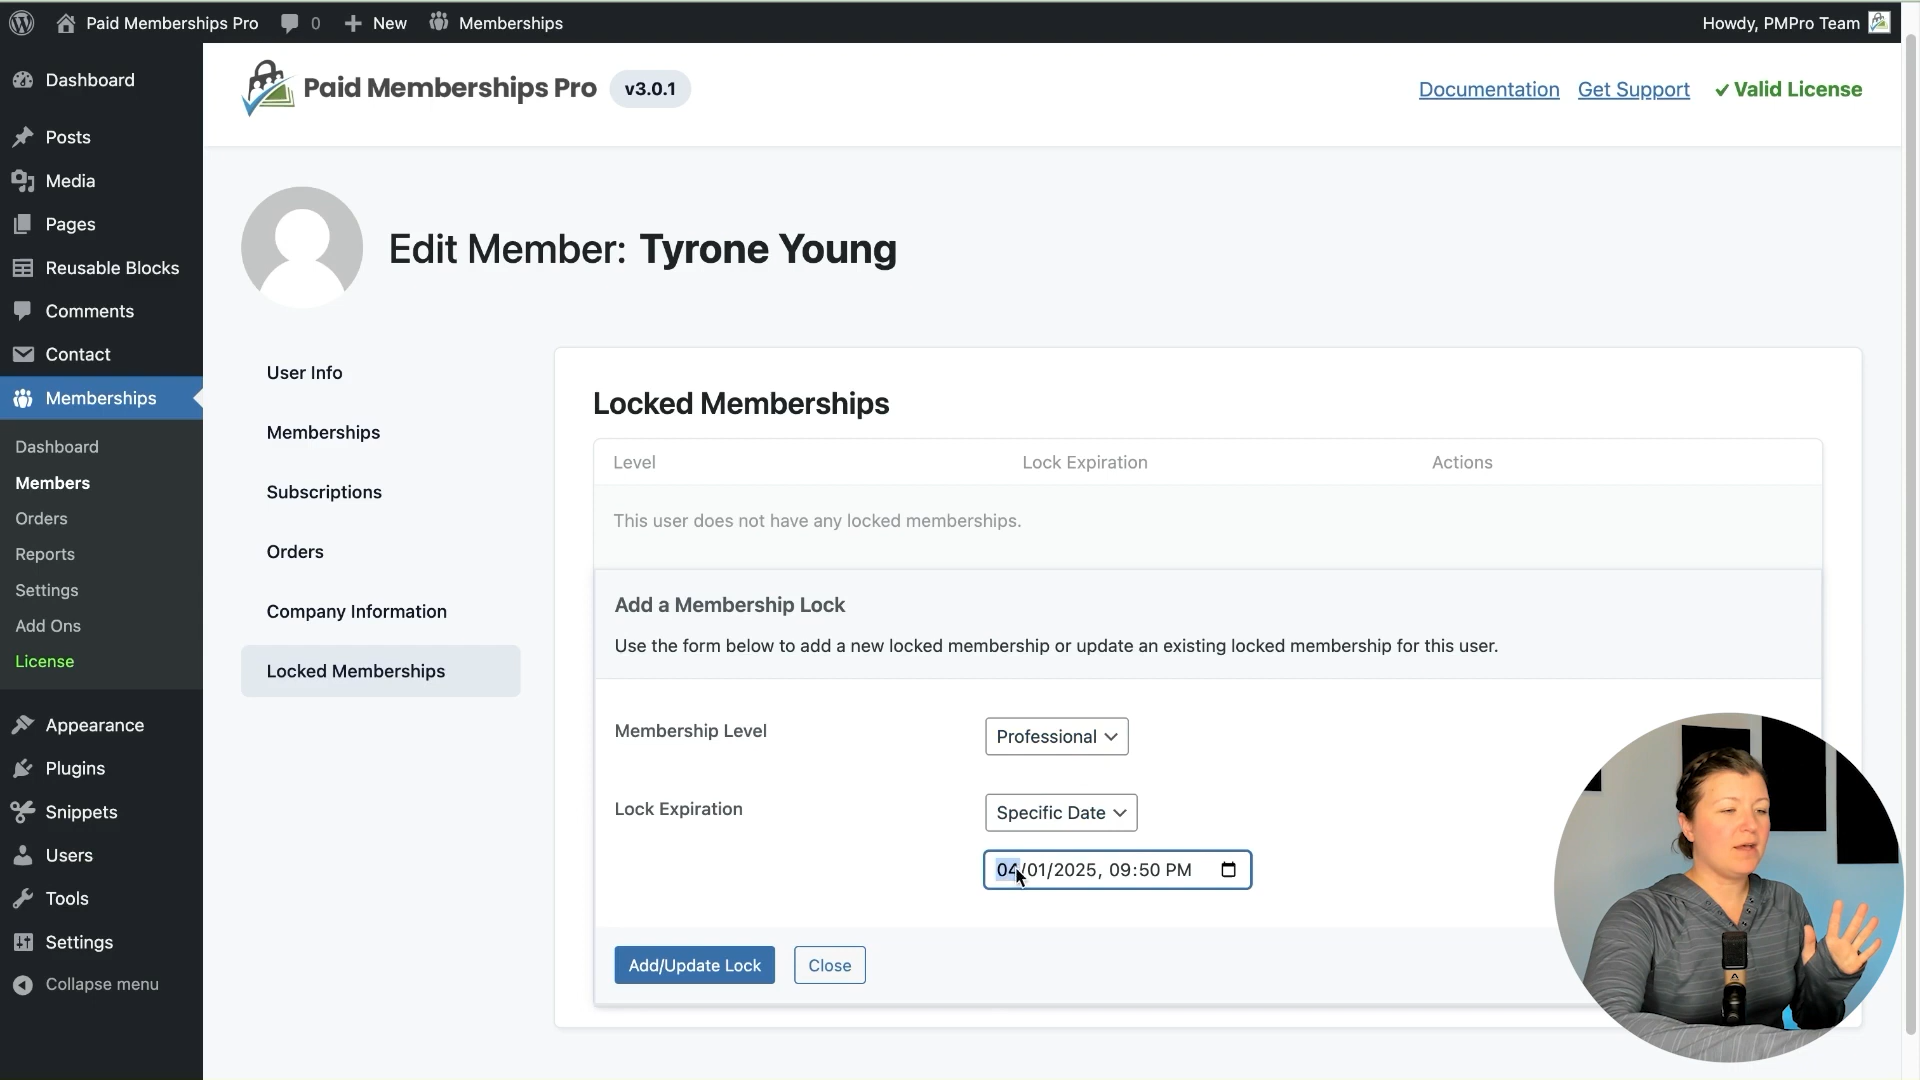 Paid Memberships Pro
0
New
Memberships
Howdy, PMPro Team
Dashboard
Posts
Media
Pages
Reusable Blocks
Comments
Contact
Memberships
Dashboard
Members
Orders
Reports
Settings
Add Ons
License
Appearance
Plugins
Snippets
Users
Tools
Settings
Collapse menu
Paid Memberships Pro
v3.0.1
Documentation
Get Support
✓ Valid License
Edit Member: Tyrone Young
User Info
Memberships
Subscriptions
Orders
Company Information
Locked Memberships
Locked Memberships
Level
Lock Expiration
Actions
This user does not have any locked memberships.
Add a Membership Lock
Use the form below to add a new locked membership or update an existing locked membership for this user.
Membership Level
Professional
Lock Expiration
Specific Date
04/01/2025, 09:50 PM
Add/Update Lock
Close